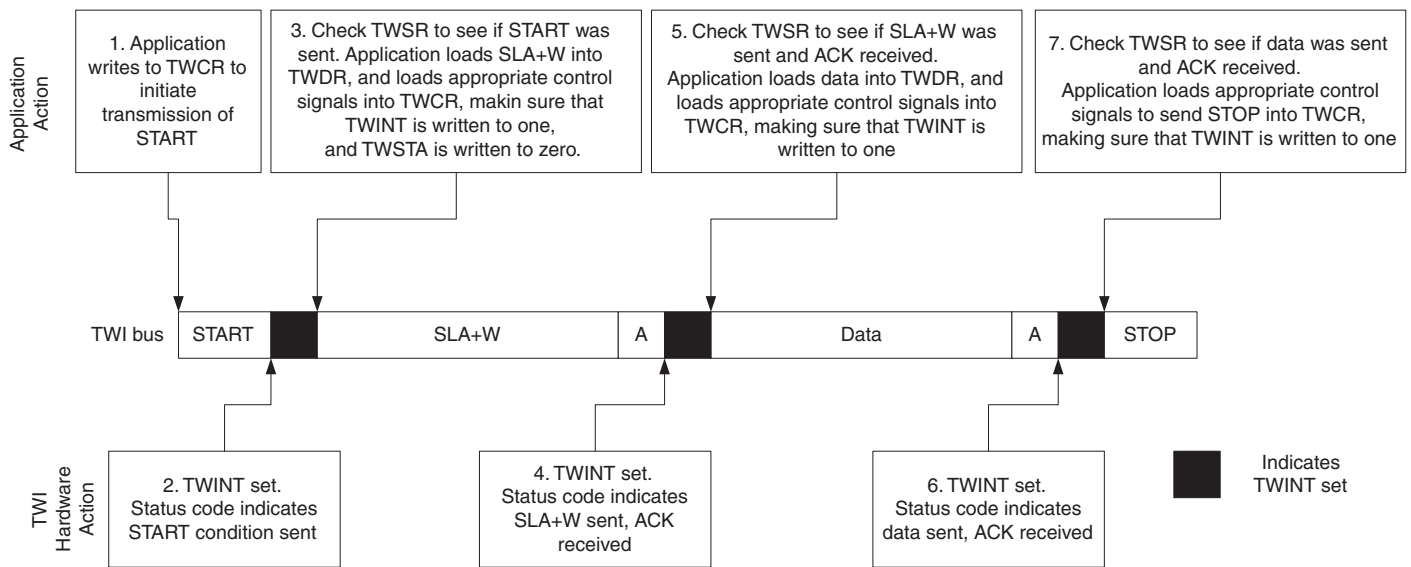 Application
Action
1. Application
writes to TWCR to
initiate
transmission of
START
3. Check TWSR to see if START was
sent. Application loads SLA+W into
TWDR, and loads appropriate control
signals into TWCR, makin sure that
TWINT is written to one,
and TWSTA is written to zero.
5. Check TWSR to see if SLA+W was
sent and ACK received.
Application loads data into TWDR, and
loads appropriate control signals into
TWCR, making sure that TWINT is
written to one
7. Check TWSR to see if data was sent
and ACK received.
Application loads appropriate control
signals to send STOP into TWCR,
making sure that TWINT is written to one
TWI bus
START
SLA+W
A
Data
A
STOP
TWI
Hardware
Action
2. TWINT set.
Status code indicates
START condition sent
4. TWINT set.
Status code indicates
SLA+W sent, ACK
received
6. TWINT set.
Status code indicates
data sent, ACK received
Indicates
TWINT set